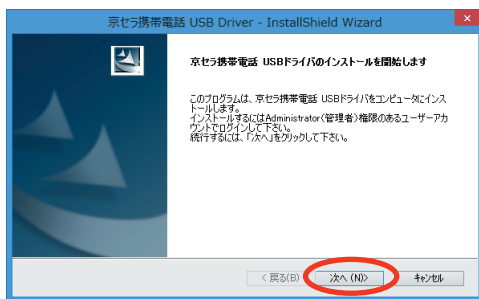 京セラ携帯電話 USB Driver - InstallShield Wizard
京セラ携帯電話 USBドライバのインストールを開始します
このプログラムは、京セラ携帯電話 USBドライバをコンピュータにインス
トールします。
インストールするにはAdministrator(管理者)権限のあるユーザーアカ
ウントでログインして下さい。
続行するには、「次へ」をクリックして下さい。
< 戻る(B)
次へ (N)>
キャンセル